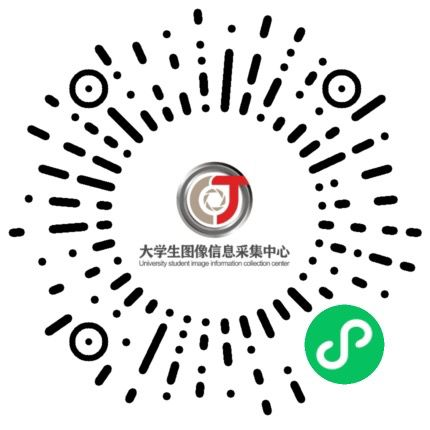 大学生图像信息采集中心
University student image information collection center